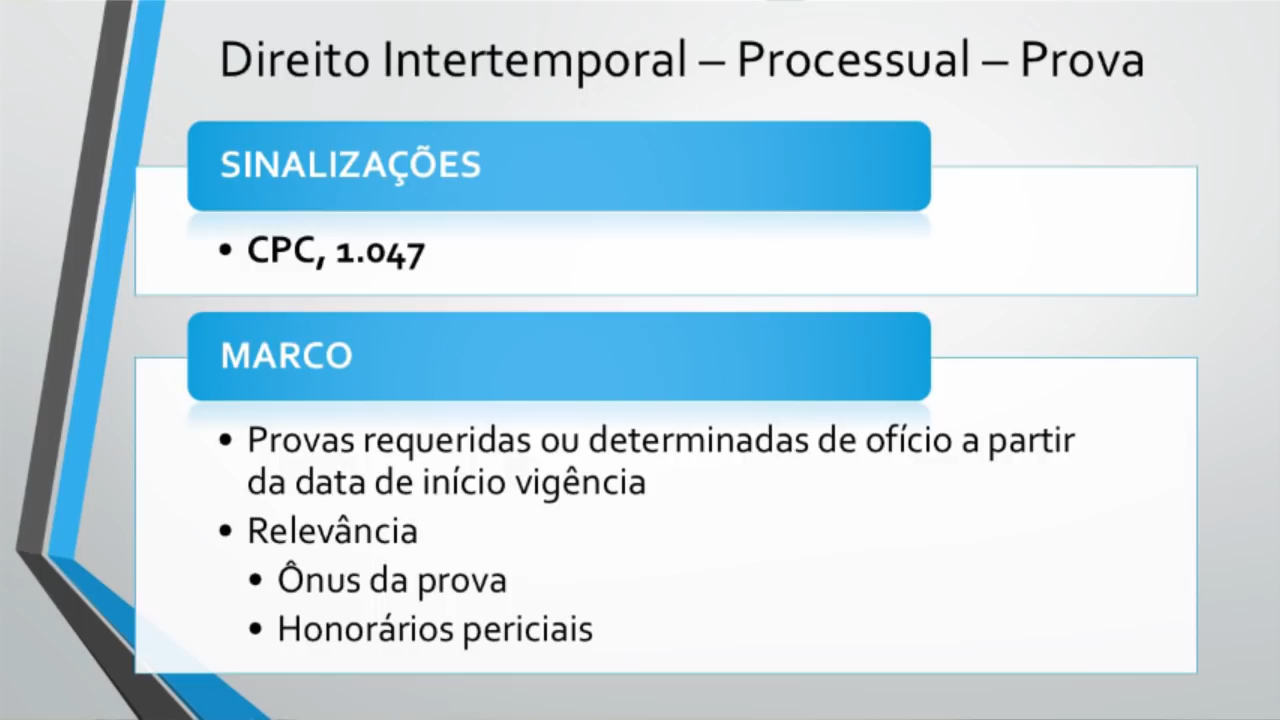 Direito Intertemporal – Processual – Prova
SINALIZAÇÕES
• CPC, 1.047
MARCO
• Provas requeridas ou determinadas de ofício a partir
da data de início vigência
• Relevância
• Ônus da prova
• Honorários periciais